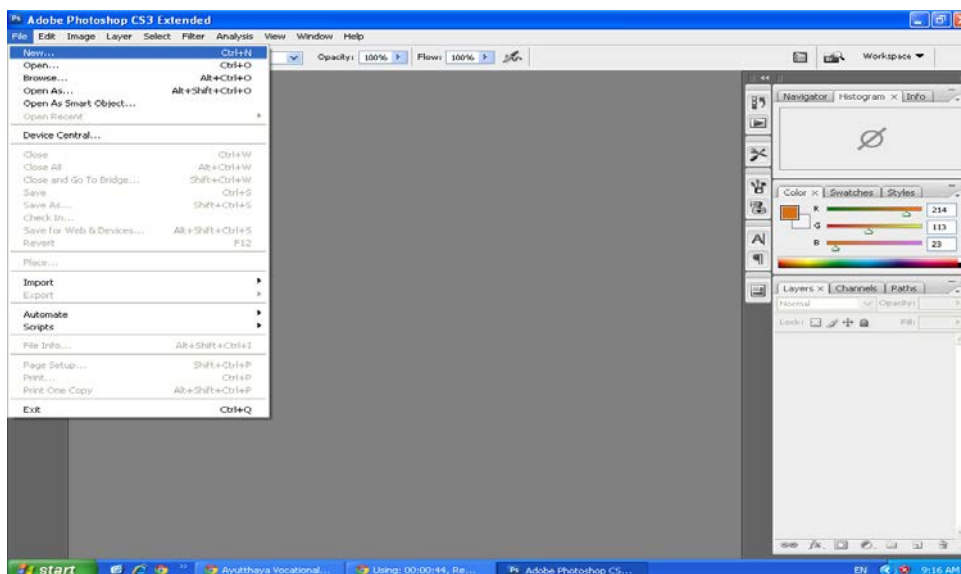 Ps Adobe Photoshop CS3 Extended
File Edit Image Layer Select Filter Analysis View Window Help
Opacity: 100% Flow: 100% Workspace
New... Ctrl+N
Open... Ctrl+O
Browse... Alt+Ctrl+O
Open As... Alt+Shift+Ctrl+O
Open As Smart Object...
Open Recent
Device Central...
Close Ctrl+W
Close All Alt+Ctrl+W
Close and Go To Bridge... Shift+Ctrl+W
Save Ctrl+S
Save As... Shift+Ctrl+S
Check In...
Save for Web & Devices... Alt+Shift+Ctrl+S
Revert F12
Place...
Import
Export
Automate
Scripts
File Info... Alt+Shift+Ctrl+I
Page Setup... Shift+Ctrl+P
Print... Ctrl+P
Print One Copy Alt+Shift+Ctrl+P
Exit Ctrl+Q
Navigator Histogram × Info
Color × Swatches Styles
R 214
G 113
B 23
Layers × Channels Paths
Normal Opacity:
Lock: Fill:
start Ayutthaya Vocational... Using: 00:00:44, Re... Ps Adobe Photoshop CS... EN 9:16 AM